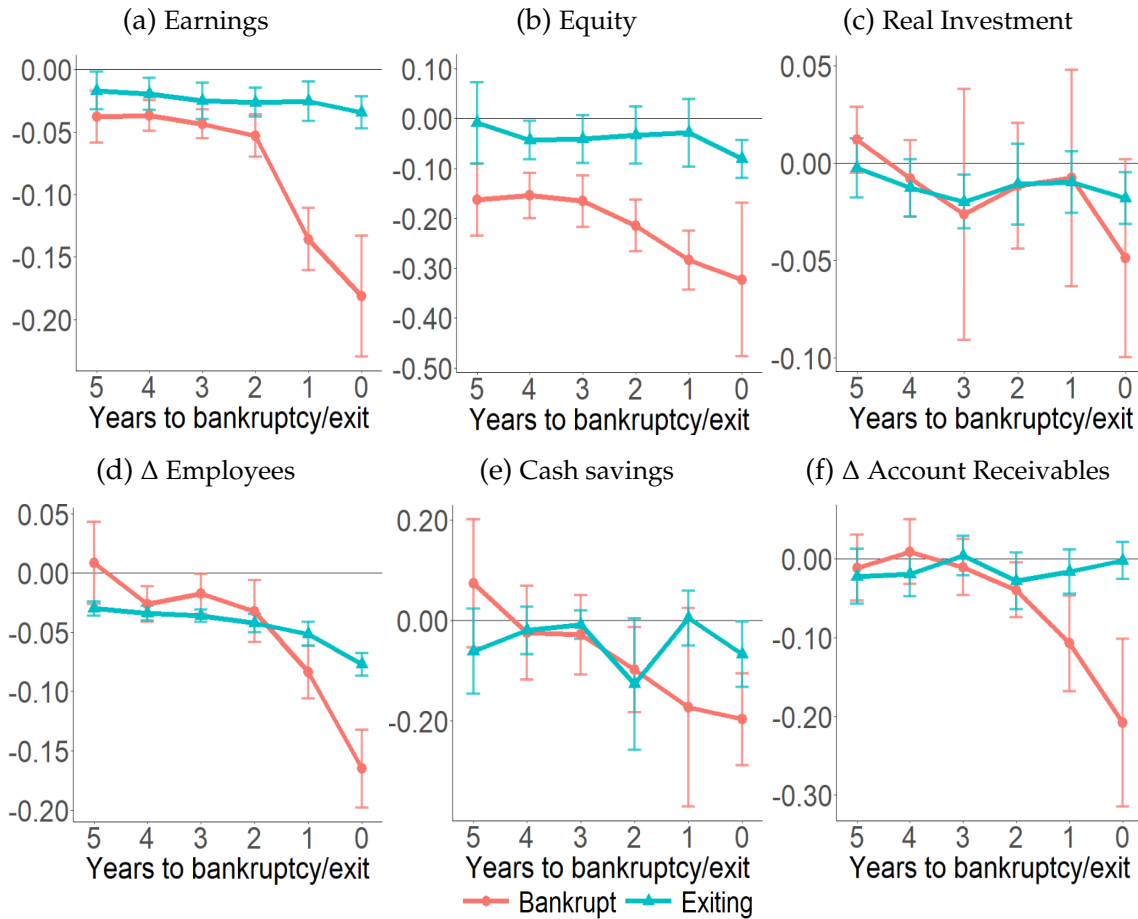 (a) Earnings
0.00
-0.05
-0.10
-0.15
-0.20
5 4 3 2 1 0
Years to bankruptcy/exit
(b) Equity
0.10
0.00
-0.10
-0.20
-0.30
-0.40
-0.50
5 4 3 2 1 0
Years to bankruptcy/exit
(c) Real Investment
0.05
0.00
-0.05
-0.10
5 4 3 2 1 0
Years to bankruptcy/exit
(d) Δ Employees
0.05
0.00
-0.05
-0.10
-0.15
-0.20
5 4 3 2 1 0
Years to bankruptcy/exit
(e) Cash savings
0.20
0.00
-0.20
5 4 3 2 1 0
Years to bankruptcy/exit
(f) Δ Account Receivables
0.00
-0.10
-0.20
-0.30
5 4 3 2 1 0
Years to bankruptcy/exit
Bankrupt Exiting